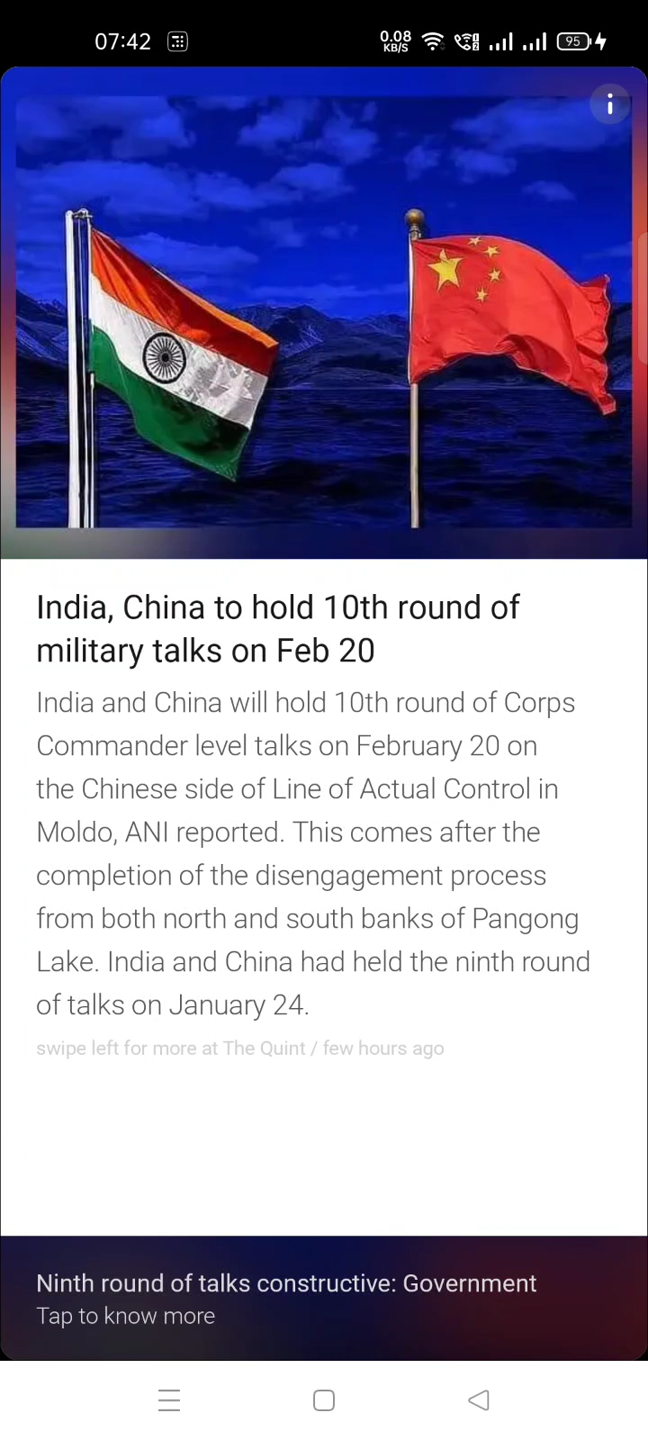 07:42
0.08
KB/S
95
India, China to hold 10th round of
military talks on Feb 20
India and China will hold 10th round of Corps
Commander level talks on February 20 on
the Chinese side of Line of Actual Control in
Moldo, ANI reported. This comes after the
completion of the disengagement process
from both north and south banks of Pangong
Lake. India and China had held the ninth round
of talks on January 24.
swipe left for more at The Quint / few hours ago
Ninth round of talks constructive: Government
Tap to know more